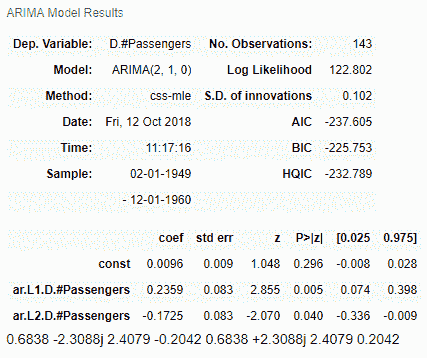 ARIMA Model Results
Dep. Variable: D.#Passengers No. Observations: 143
Model: ARIMA(2, 1, 0) Log Likelihood 122.802
Method: css-mle S.D. of innovations 0.102
Date: Fri, 12 Oct 2018 AIC -237.605
Time: 11:17:16 BIC -225.753
Sample: 02-01-1949 HQIC -232.789
- 12-01-1960
coef std err z P>|z| [0.025 0.975]
const 0.0096 0.009 1.048 0.296 -0.008 0.028
ar.L1.D.#Passengers 0.2359 0.083 2.855 0.005 0.074 0.398
ar.L2.D.#Passengers -0.1725 0.083 -2.070 0.040 -0.336 -0.009
0.6838 -2.3088j 2.4079 -0.2042 0.6838 +2.3088j 2.4079 0.2042